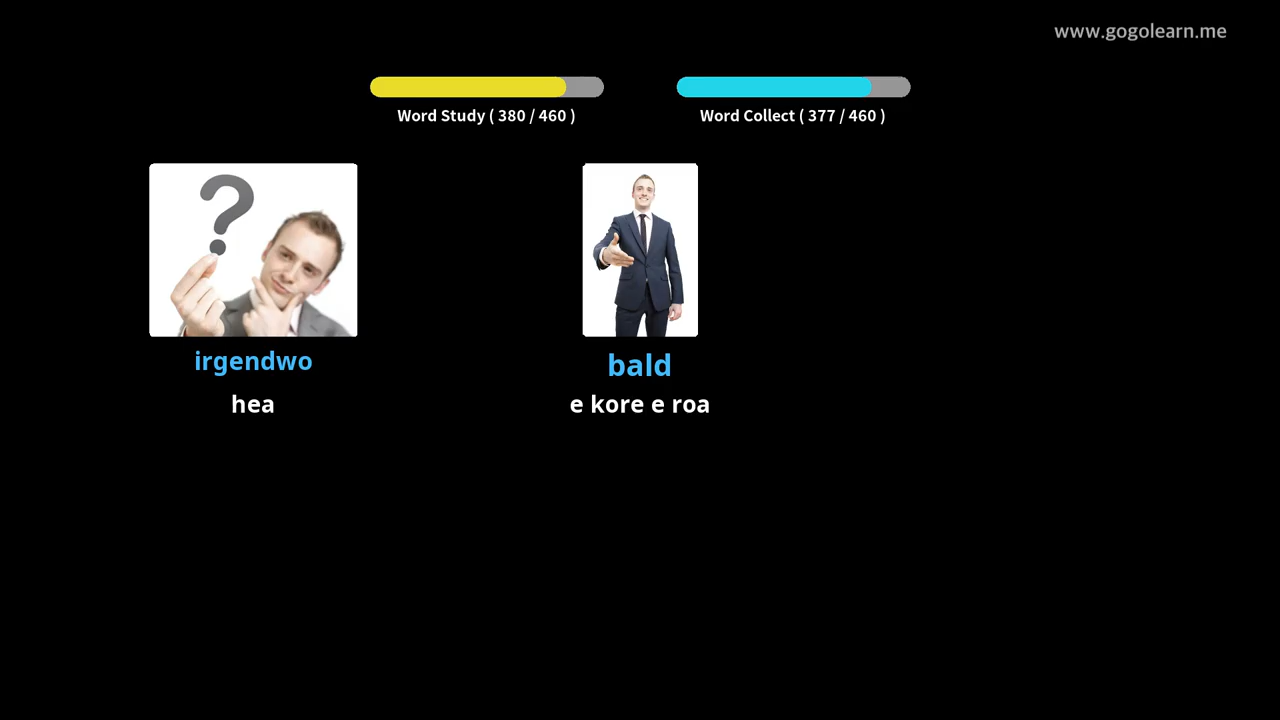 www.gogolearn.me
Word Study ( 380 / 460 )
Word Collect ( 377 / 460 )
?
irgendwo
bald
hea
e kore e roa